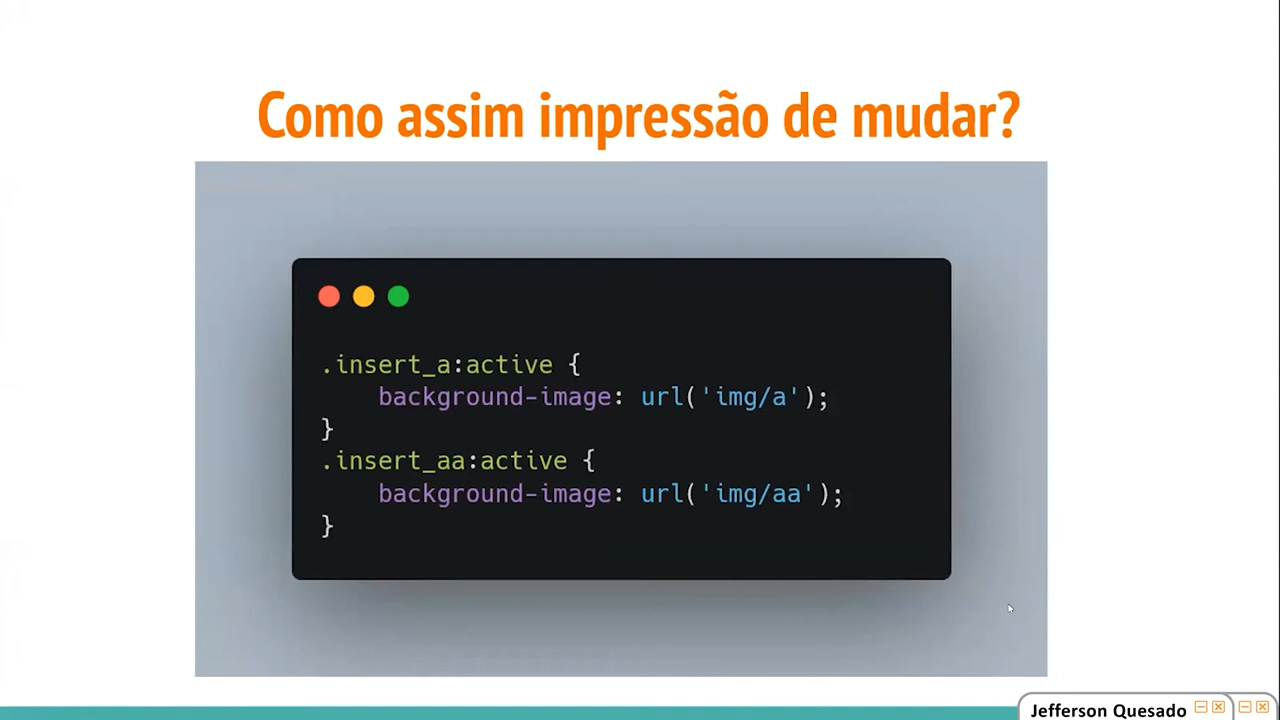 Como assim impressão de mudar?
.insert_a:active {
    background-image: url('img/a');
}
.insert_aa:active {
    background-image: url('img/aa');
}
Jefferson Quesado